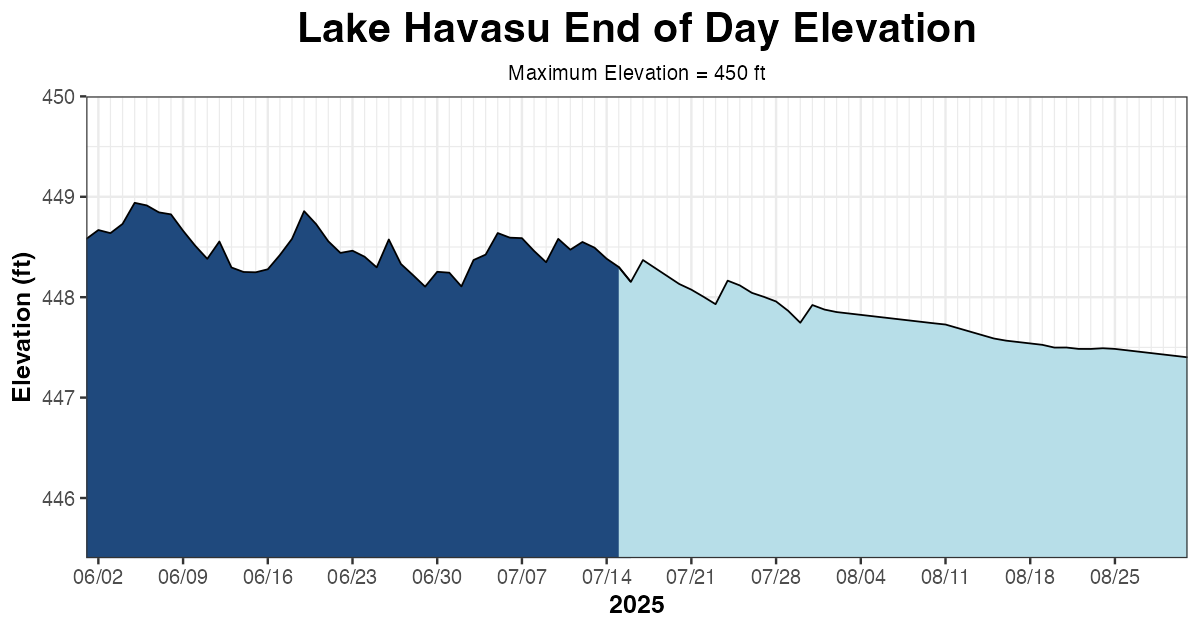 Lake Havasu End of Day Elevation
Maximum Elevation = 450 ft
450
449
448
447
446
Elevation (ft)
06/02 06/09 06/16 06/23 06/30 07/07 07/14 07/21 07/28 08/04 08/11 08/18 08/25
2025